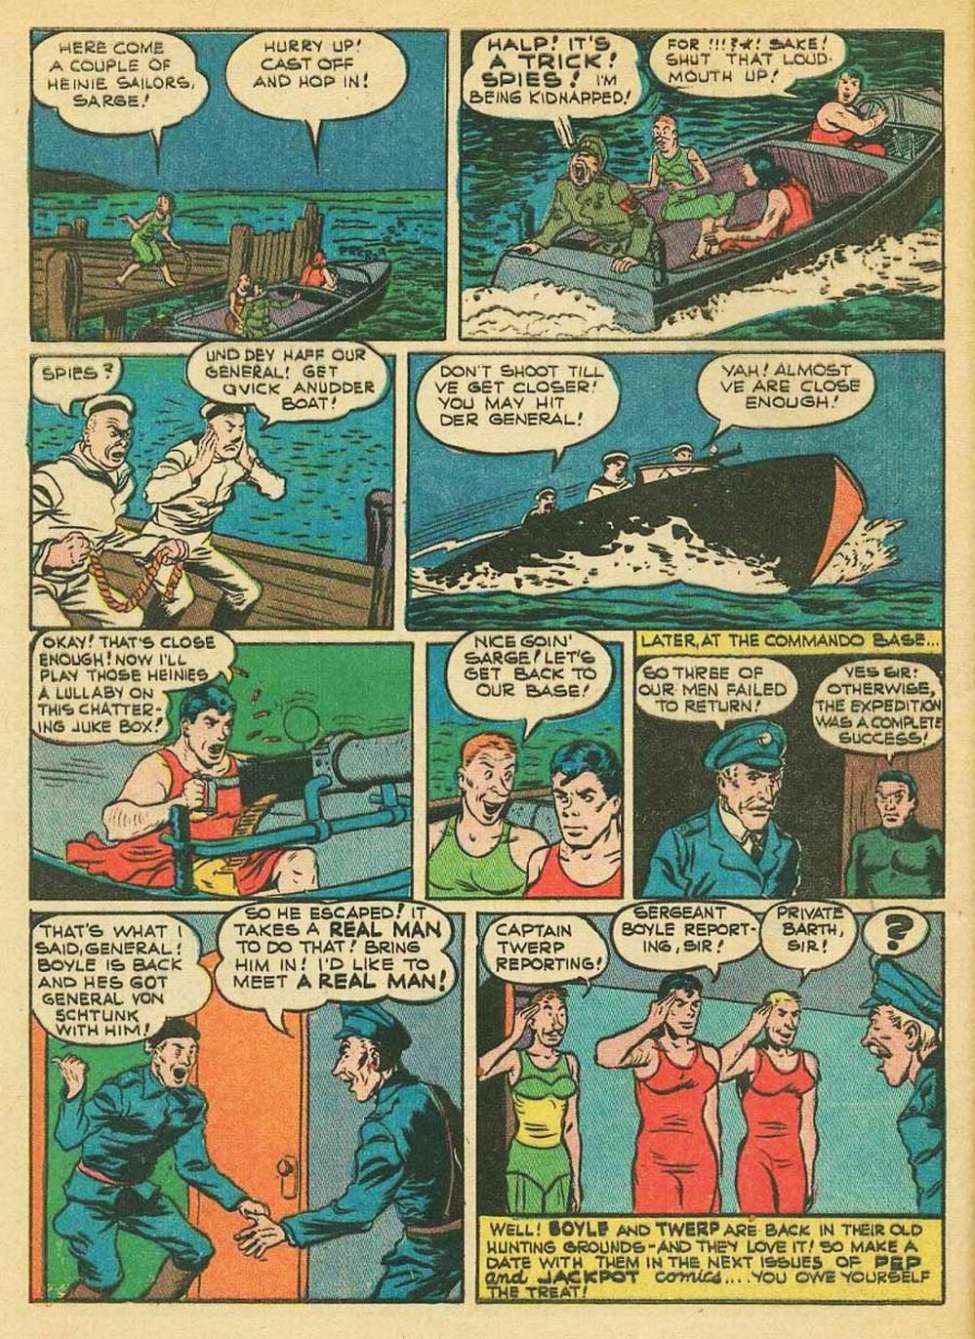 HERE COME
A COUPLE OF
HEINIE SAILORS,
SARGE!
HURRY UP!
CAST OFF
AND HOP IN!
HALP! IT'S
A TRICK!
SPIES! I'M
BEING KIDNAPPED!
FOR !!!?*! SAKE!
SHUT THAT LOUD-
MOUTH UP!
SPIES?
UND DEY HAFF OUR
GENERAL! GET
QVICK ANUDDER
BOAT!
DON'T SHOOT TILL
VE GET CLOSER!
YOU MAY HIT
DER GENERAL!
YAH! ALMOST
VE ARE CLOSE
ENOUGH!
OKAY! THAT'S CLOSE
ENOUGH! NOW I'LL
PLAY THOSE HEINIES
A LULLABY ON
THIS CHATTER-
ING JUKE BOX!
NICE GOIN'
SARGE! LET'S
GET BACK TO
OUR BASE!
LATER, AT THE COMMANDO BASE...
SO THREE OF
OUR MEN FAILED
TO RETURN!
YES SIR!
OTHERWISE,
THE EXPEDITION
WAS A COMPLETE
SUCCESS!
THAT'S WHAT I
SAID, GENERAL!
BOYLE IS BACK
AND HES GOT
GENERAL VON
SCHTUNK
WITH HIM!
SO HE ESCAPED! IT
TAKES A REAL MAN
TO DO THAT! BRING
HIM IN! I'D LIKE TO
MEET A REAL MAN!
CAPTAIN
TWERP
REPORTING!
SERGEANT
BOYLE REPORT-
ING, SIR!
PRIVATE
BARTH,
SIR!
?
WELL! BOYLE AND TWERP ARE BACK IN THEIR OLD
HUNTING GROUNDS-AND THEY LOVE IT! SO MAKE A
DATE WITH THEM IN THE NEXT ISSUES OF PEP
and JACKPOT comics....YOU OWE YOURSELF
THE TREAT!